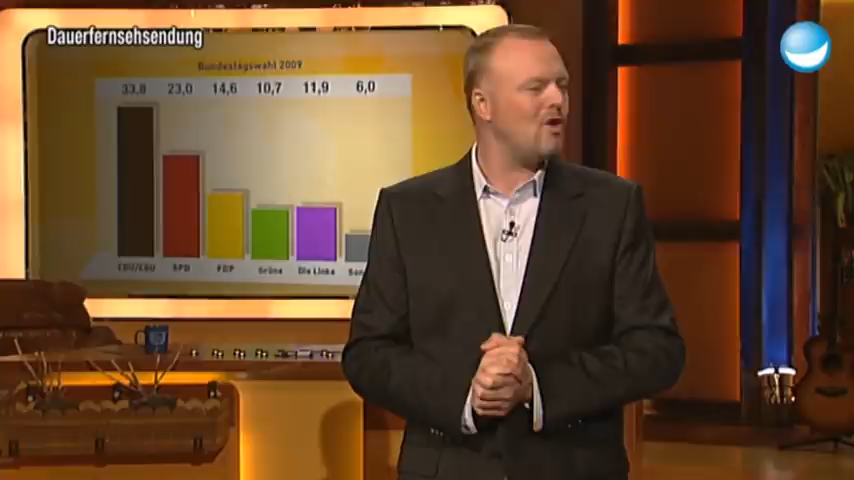 Dauerfernsehsendung
Bundestagswahl 2009
33,8 23,0 14,6 10,7 11,9 6,0
CDU/CSU SPD FDP Grüne Die Linke